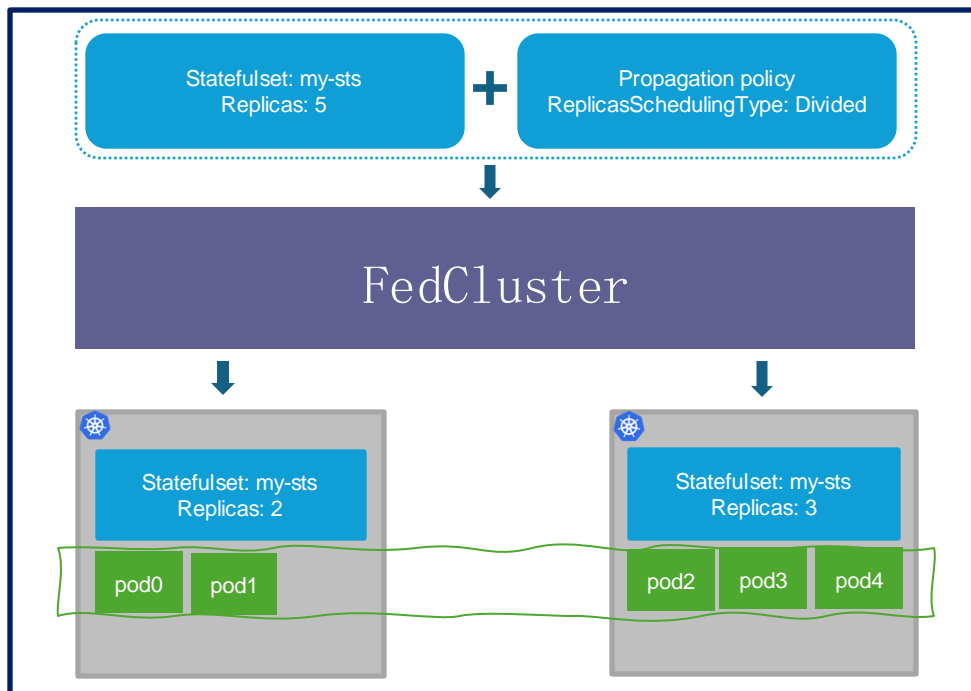 Statefulset: my-sts
Replicas: 5
Propagation policy
ReplicasSchedulingType: Divided
FedCluster
Statefulset: my-sts
Replicas: 2
Statefulset: my-sts
Replicas: 3
pod0
pod1
pod2
pod3
pod4